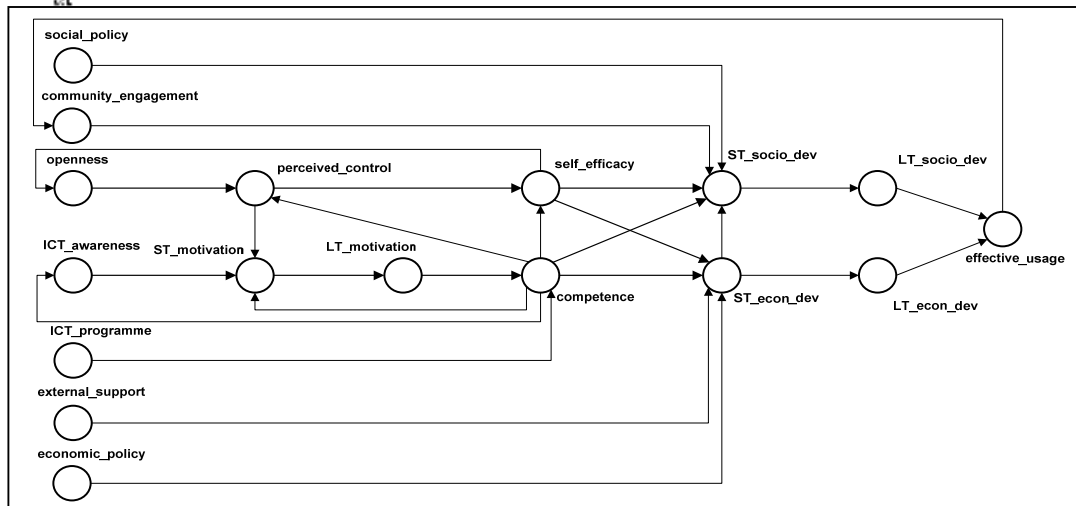 social_policy
community_engagement
openness
perceived_control
self_efficacy
ST_socio_dev
LT_socio_dev
ICT_awareness
ST_motivation
LT_motivation
competence
ST_econ_dev
LT_econ_dev
effective_usage
ICT_programme
external_support
economic_policy